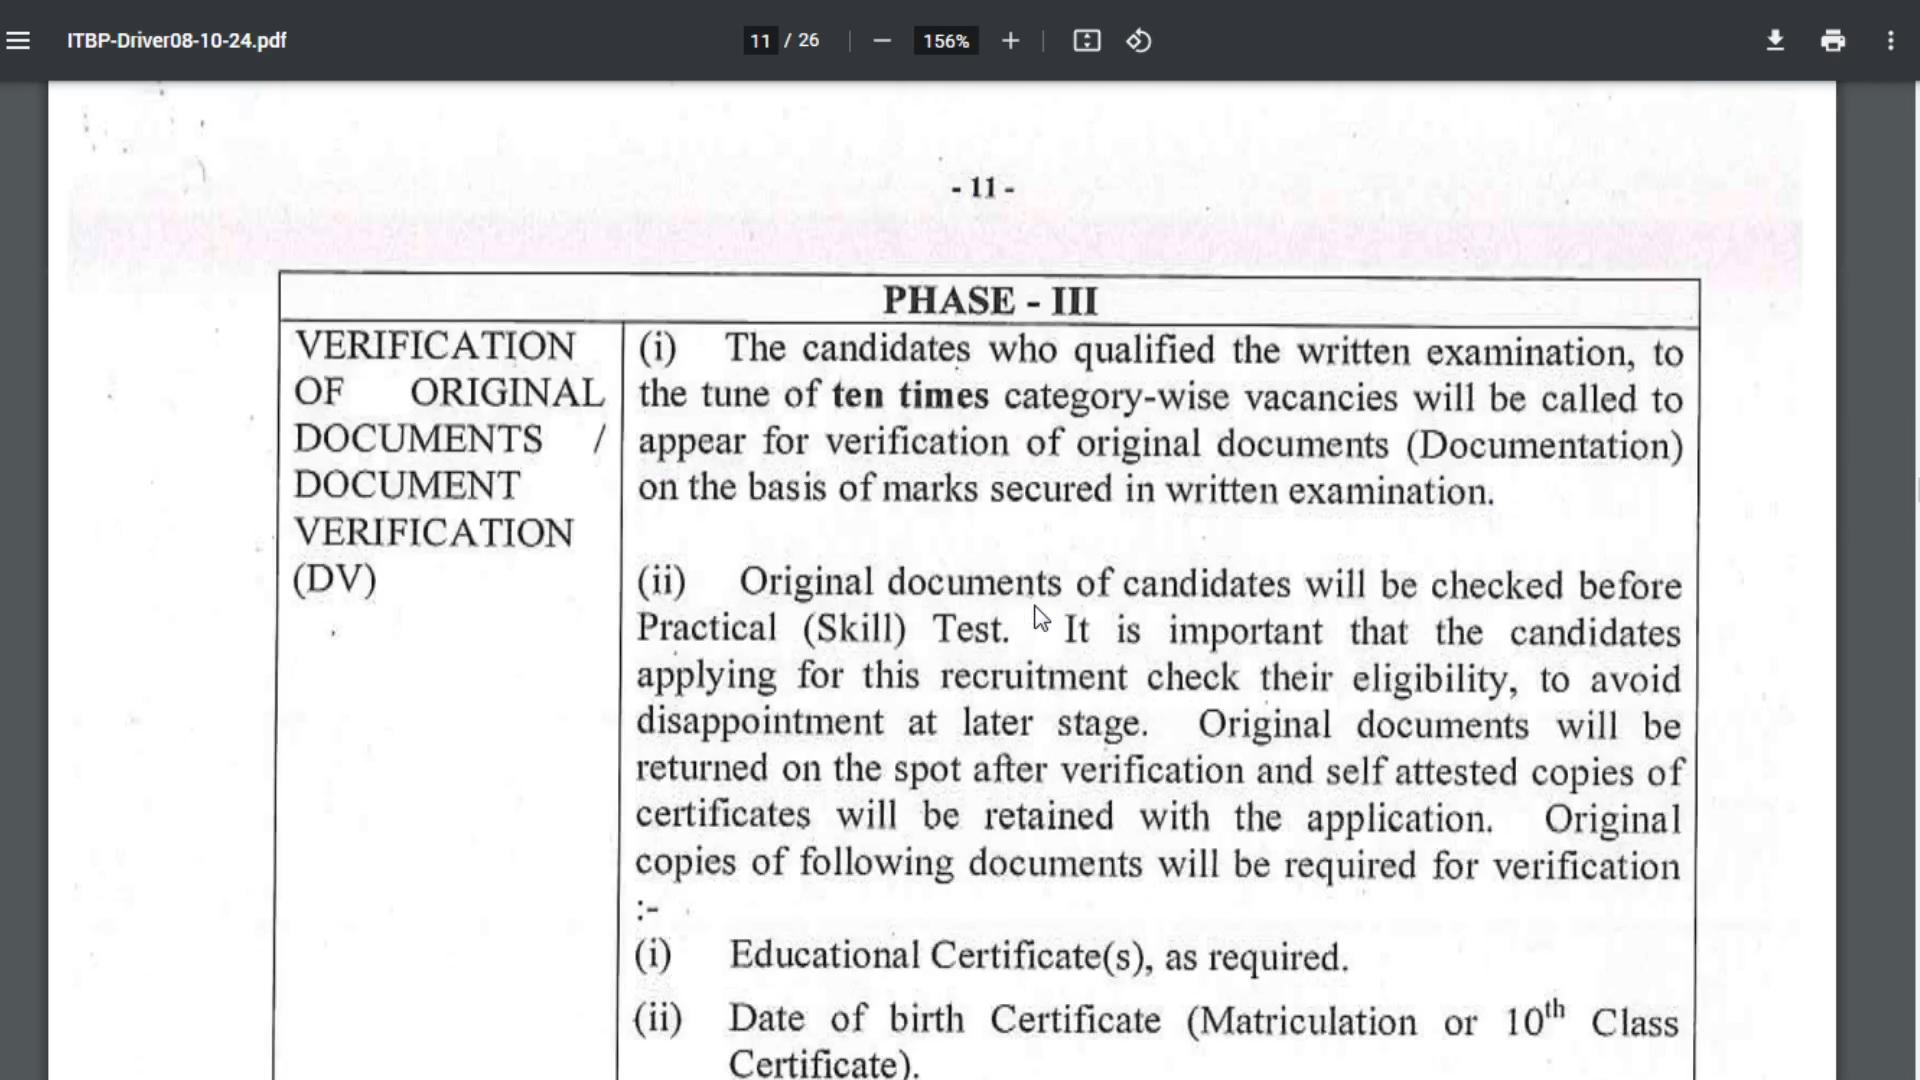 ITBP-Driver08-10-24.pdf
11 / 26
156%
- 11 -
PHASE - III
VERIFICATION
OF ORIGINAL
DOCUMENTS /
DOCUMENT
VERIFICATION
(DV)
(i) The candidates who qualified the written examination, to
the tune of ten times category-wise vacancies will be called to
appear for verification of original documents (Documentation)
on the basis of marks secured in written examination.
(ii) Original documents of candidates will be checked before
Practical (Skill) Test. It is important that the candidates
applying for this recruitment check their eligibility, to avoid
disappointment at later stage. Original documents will be
returned on the spot after verification and self attested copies of
certificates will be retained with the application. Original
copies of following documents will be required for verification
:-
(i) Educational Certificate(s), as required.
(ii) Date of birth Certificate (Matriculation or 10th Class
Certificate).